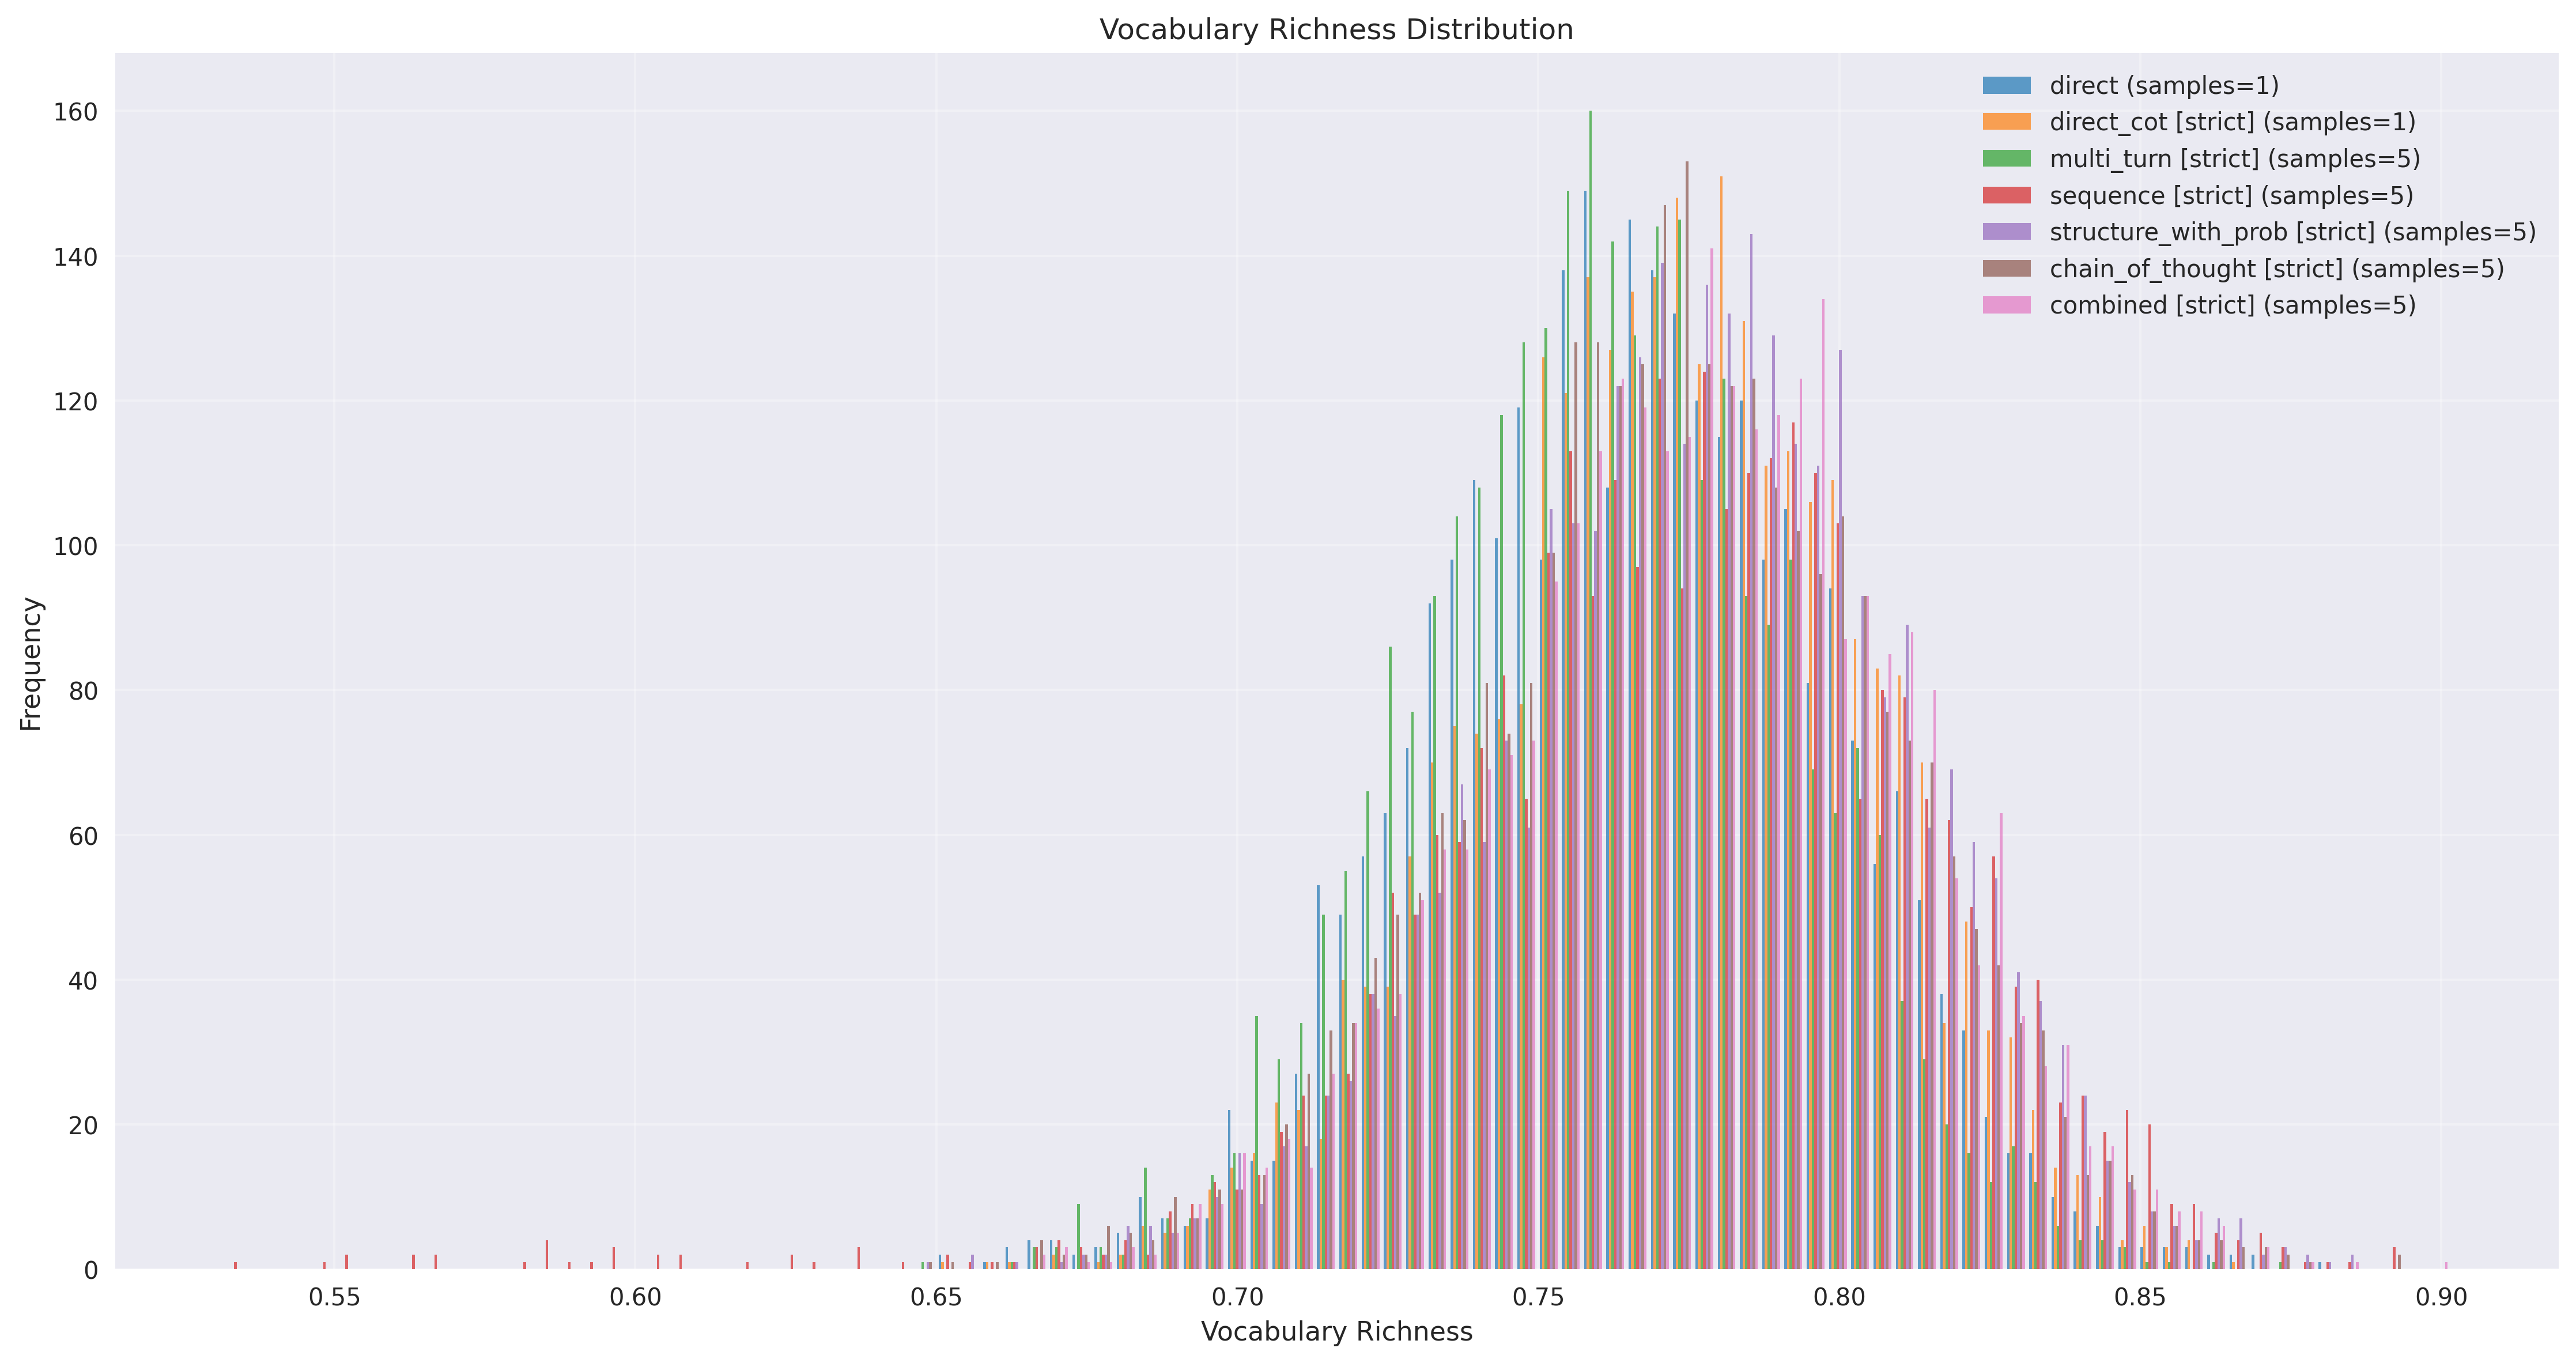 Vocabulary Richness Distribution
direct (samples=1)
direct_cot [strict] (samples=1)
multi_turn [strict] (samples=5)
sequence [strict] (samples=5)
structure_with_prob [strict] (samples=5)
chain_of_thought [strict] (samples=5)
combined [strict] (samples=5)
Frequency
160
140
120
100
80
60
40
20
0
0.55 0.60 0.65 0.70 0.75 0.80 0.85 0.90
Vocabulary Richness